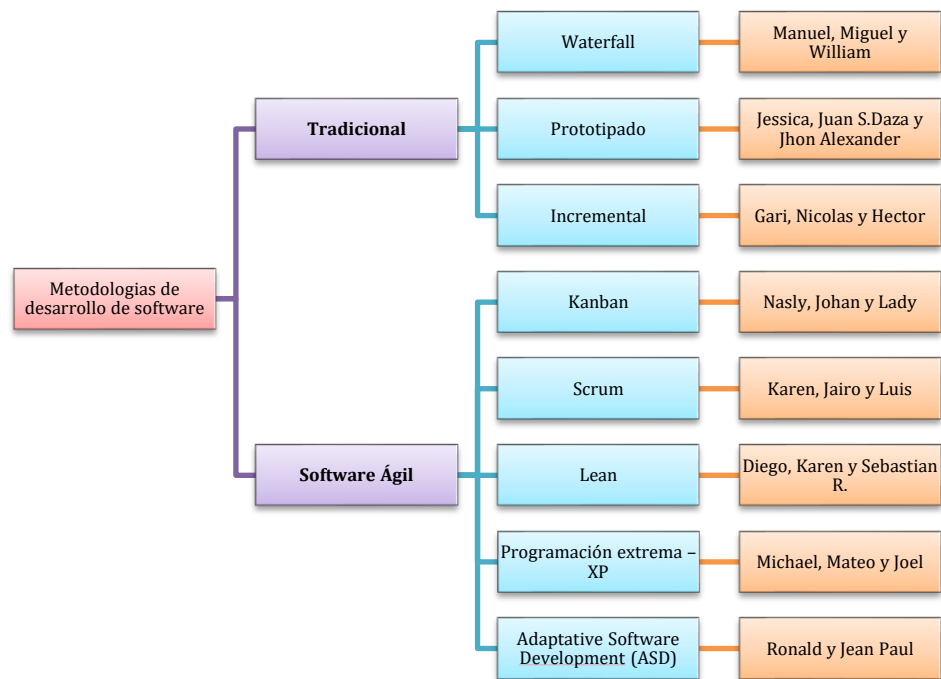 Metodologias de
desarrollo de software
Tradicional
Waterfall
Manuel, Miguel y
William
Prototipado
Jessica, Juan S.Daza y
Jhon Alexander
Incremental
Gari, Nicolas y Hector
Software Ágil
Kanban
Nasly, Johan y Lady
Scrum
Karen, Jairo y Luis
Lean
Diego, Karen y Sebastian
R.
Programación extrema –
XP
Michael, Mateo y Joel
Adaptative Software
Development (ASD)
Ronald y Jean Paul